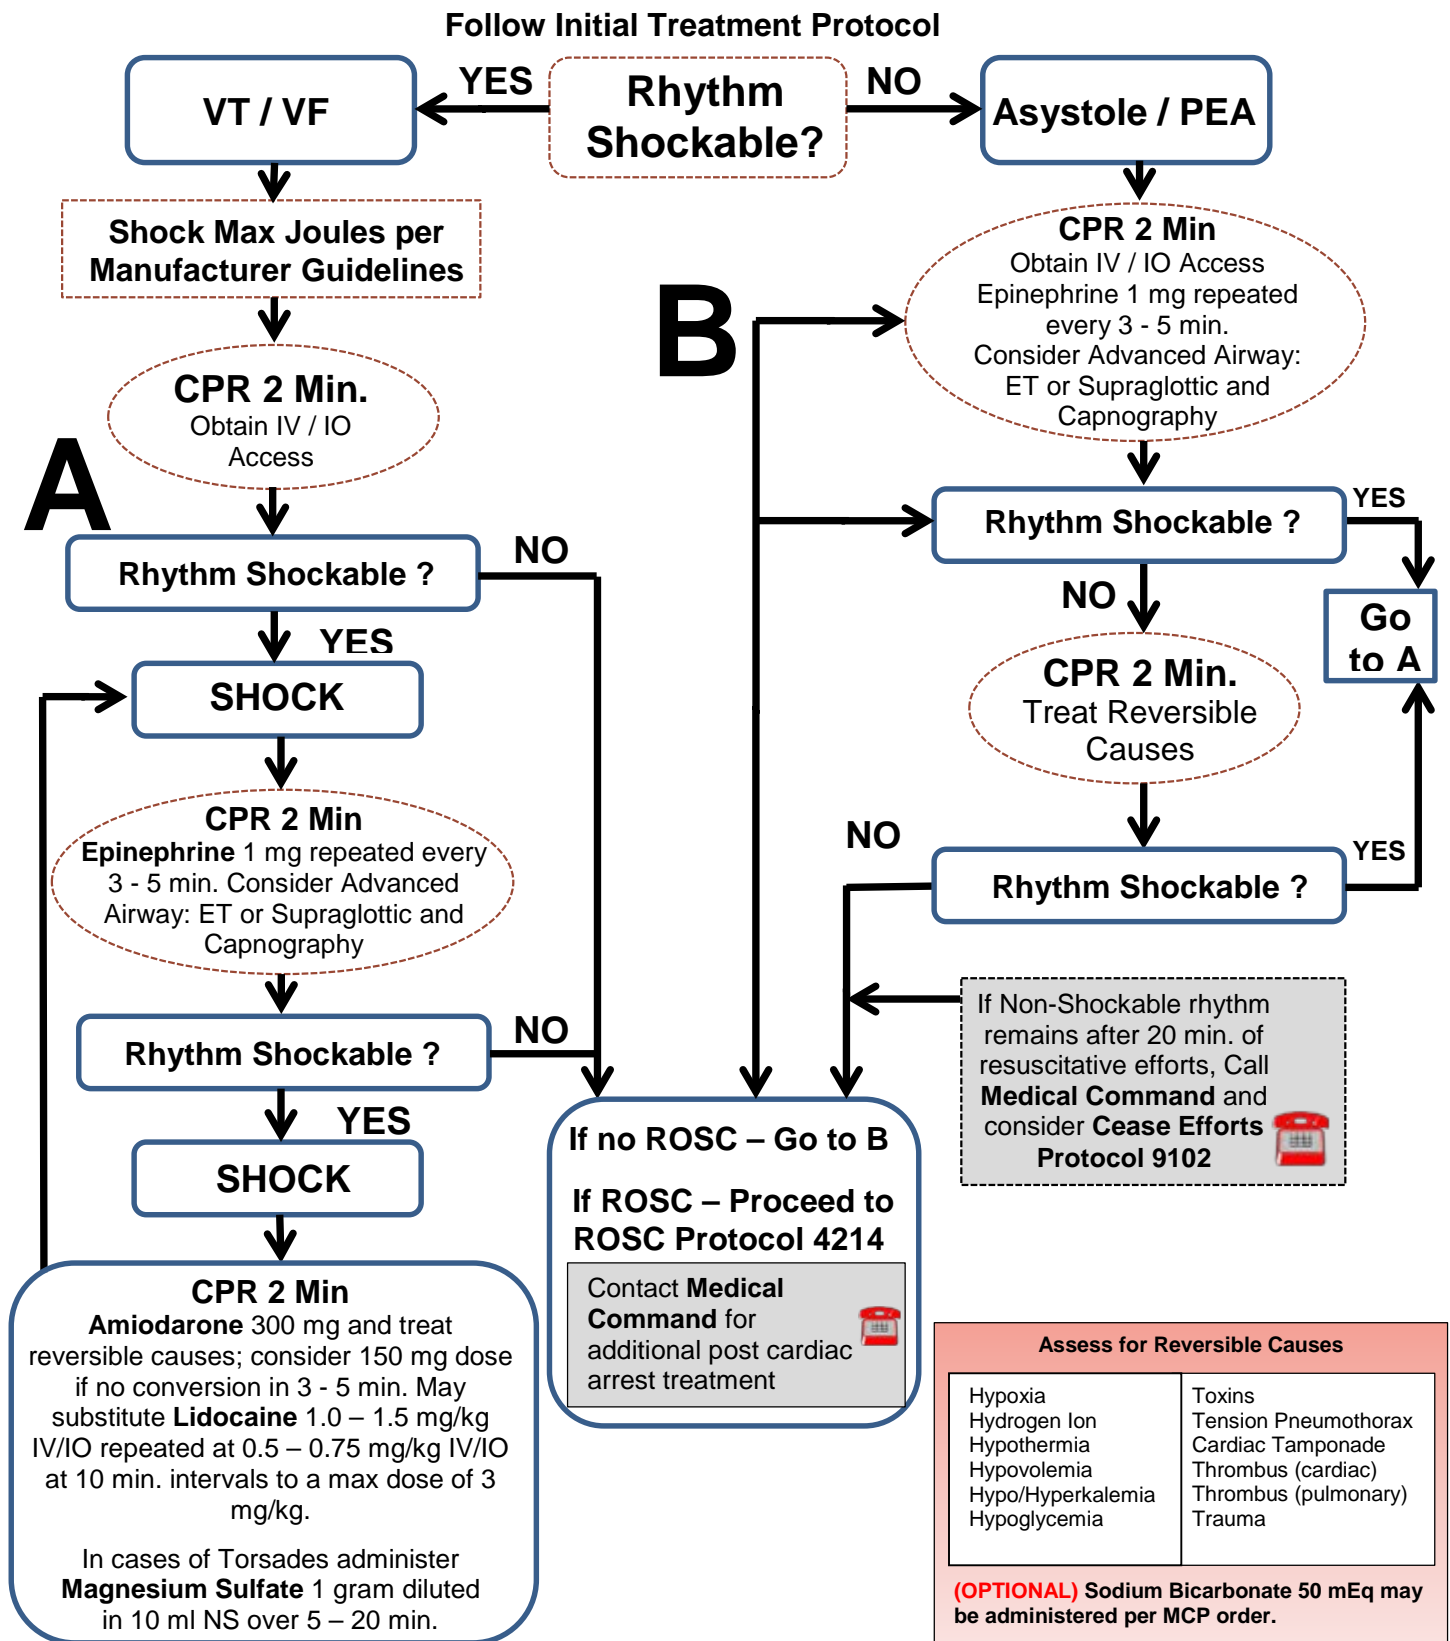 Follow Initial Treatment Protocol
VT / VF
YES
Rhythm
Shockable?
NO
Asystole / PEA
Shock Max Joules per
Manufacturer Guidelines
CPR 2 Min.
Obtain IV / IO
Access
A
Rhythm Shockable ?
NO
YES
SHOCK
CPR 2 Min
Epinephrine 1 mg repeated every
3 - 5 min. Consider Advanced
Airway: ET or Supraglottic and
Capnography
Rhythm Shockable ?
NO
YES
SHOCK
CPR 2 Min
Amiodarone 300 mg and treat
reversible causes; consider 150 mg dose
if no conversion in 3 - 5 min. May
substitute Lidocaine 1.0 – 1.5 mg/kg
IV/IO repeated at 0.5 – 0.75 mg/kg IV/IO
at 10 min. intervals to a max dose of 3
mg/kg.
In cases of Torsades administer
Magnesium Sulfate 1 gram diluted
in 10 ml NS over 5 – 20 min.
B
CPR 2 Min
Obtain IV / IO Access
Epinephrine 1 mg repeated
every 3 - 5 min.
Consider Advanced Airway:
ET or Supraglottic and
Capnography
Rhythm Shockable ?
YES
NO
Go
to A
CPR 2 Min.
Treat Reversible
Causes
NO
Rhythm Shockable ?
YES
If Non-Shockable rhythm
remains after 20 min. of
resuscitative efforts, Call
Medical Command and
consider Cease Efforts
Protocol 9102
If no ROSC – Go to B
If ROSC – Proceed to
ROSC Protocol 4214
Contact Medical
Command for
additional post cardiac
arrest treatment
Assess for Reversible Causes
Hypoxia
Hydrogen Ion
Hypothermia
Hypovolemia
Hypo/Hyperkalemia
Hypoglycemia
Toxins
Tension Pneumothorax
Cardiac Tamponade
Thrombus (cardiac)
Thrombus (pulmonary)
Trauma
(OPTIONAL) Sodium Bicarbonate 50 mEq may
be administered per MCP order.